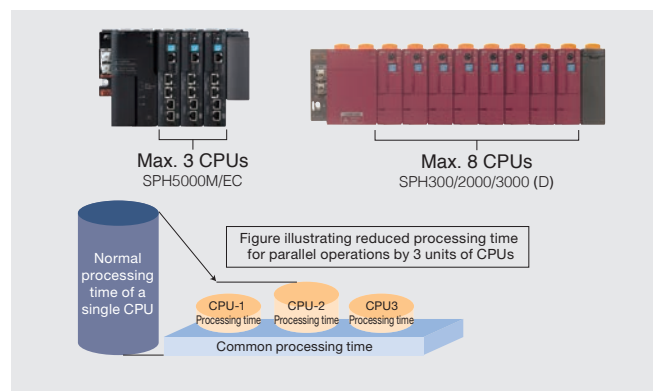 Max. 3 CPUs
SPH5000M/EC
Max. 8 CPUs
SPH300/2000/3000 (D)
Figure illustrating reduced processing time
for parallel operations by 3 units of CPUs
Normal
processing
time of a
single CPU
CPU-1
Processing time
CPU-2
Processing time
CPU3
Processing time
Common processing time